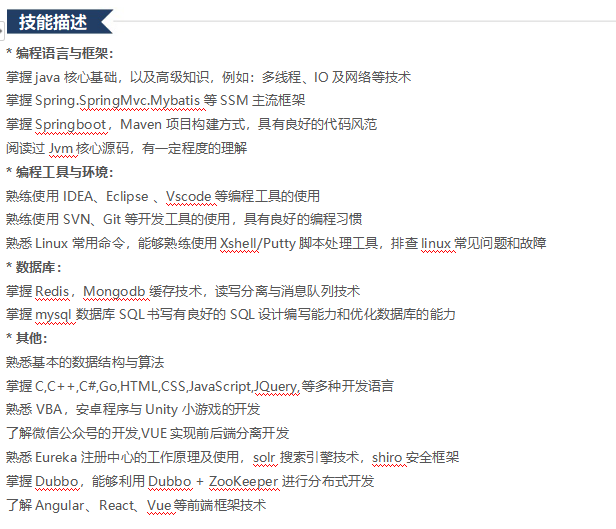 技能描述
* 编程语言与框架：
掌握 java 核心基础，以及高级知识，例如：多线程、IO 及网络等技术
掌握 Spring.SpringMvc.Mybatis 等 SSM 主流框架
掌握 Springboot，Maven 项目构建方式，具有良好的代码风范
阅读过 Jvm 核心源码，有一定程度的理解
* 编程工具与环境：
熟练使用 IDEA、Eclipse 、Vscode 等编程工具的使用
熟练使用 SVN、Git 等开发工具的使用，具有良好的编程习惯
熟悉 Linux 常用命令，能够熟练使用 Xshell/Putty 脚本处理工具，排查 linux 常见问题和故障
* 数据库：
掌握 Redis，Mongodb 缓存技术，读写分离与消息队列技术
掌握 mysql 数据库 SQL 书写有良好的 SQL 设计编写能力和优化数据库的能力
* 其他：
熟悉基本的数据结构与算法
掌握 C,C++,C#,Go,HTML,CSS,JavaScript,JQuery,等多种开发语言
熟悉 VBA，安卓程序与 Unity 小游戏的开发
了解微信公众号的开发,VUE 实现前后端分离开发
熟悉 Eureka 注册中心的工作原理及使用，solr 搜索引擎技术，shiro 安全框架
掌握 Dubbo，能够利用 Dubbo + ZooKeeper 进行分布式开发
了解 Angular、React、Vue 等前端框架技术